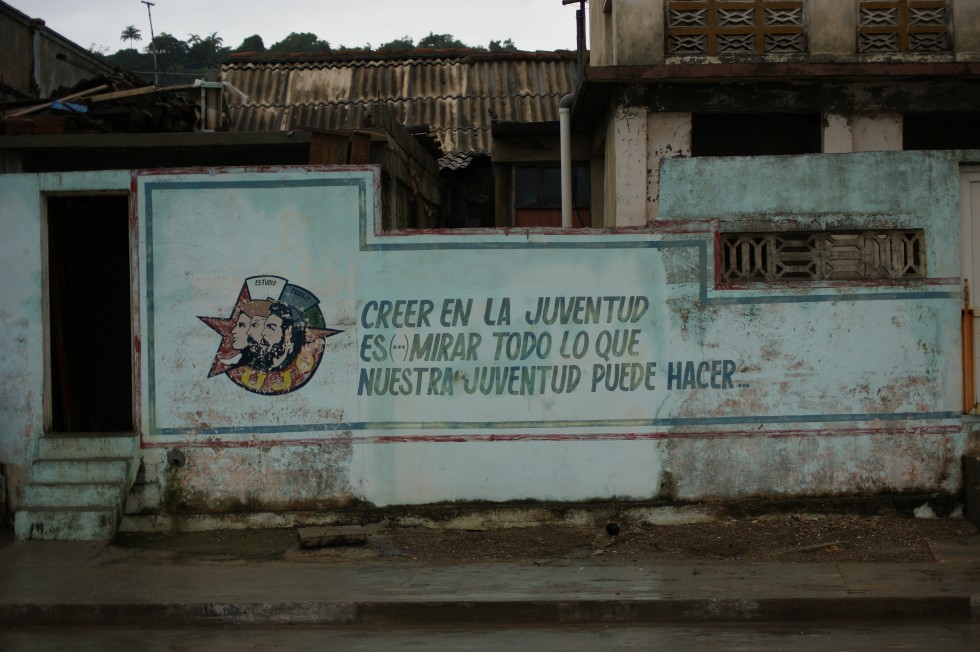 ESTUDIO
CREER EN LA JUVENTUD
ES(...)MIRAR TODO LO QUE
NUESTRA JUVENTUD PUEDE HACER...